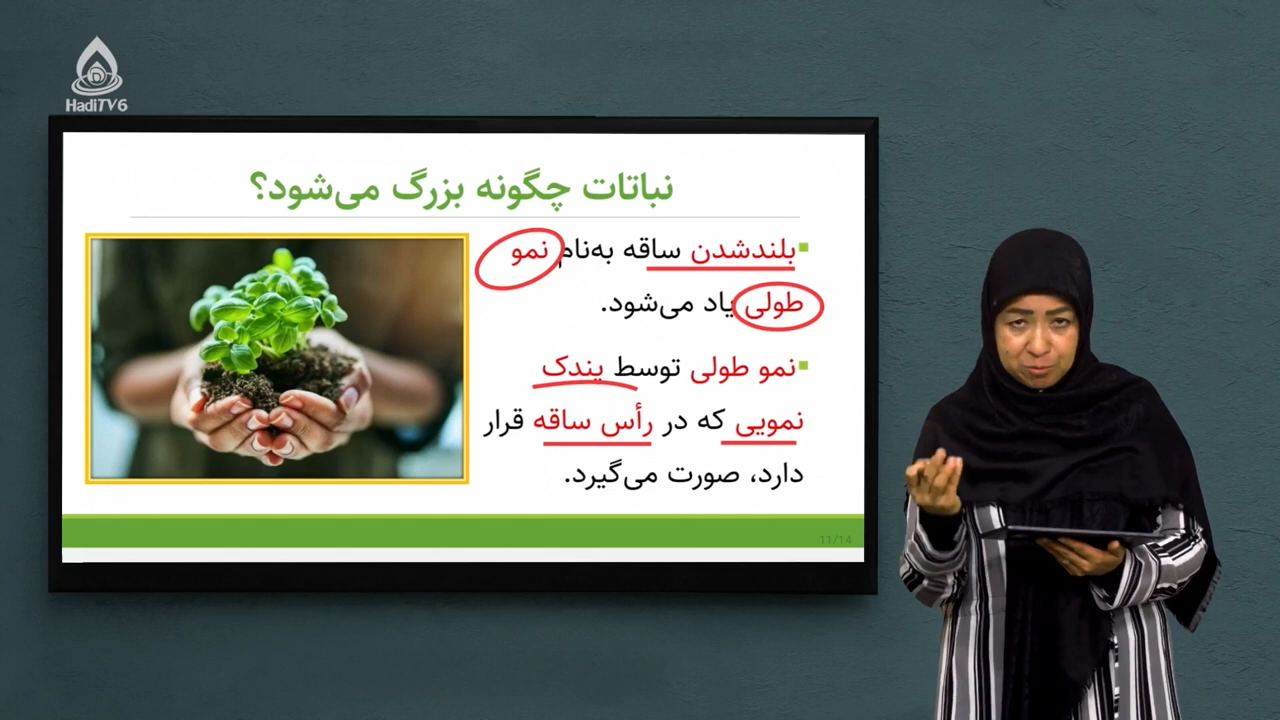 HadiTV6
نباتات چگونه بزرگ می‌شود؟
بلندشدن ساقه به‌نام نمو
طولی یاد می‌شود.
نمو طولی توسط پندک
نمویی که در رأس ساقه قرار
دارد، صورت می‌گیرد.
11/14